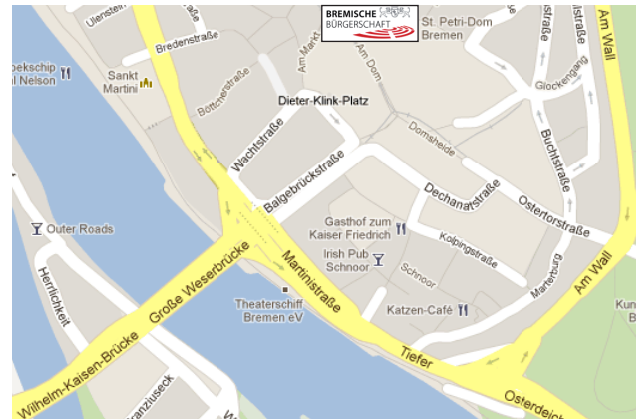 BREMISCHE
BÜRGERSCHAFT
St. Petri-Dom
Bremen
Am Wall
Bredenstraße
Am Markt
Am Dom
Glockengang
Nelson
Sankt
Martini
Böttcherstraße
Dieter-Klink-Platz
Domsheide
Buchtstraße
Wachtstraße
Balgebrückstraße
Dechanatstraße
Ostertorstraße
Outer Roads
Gasthof zum
Kaiser Friedrich
Kolpingstraße
Irish Pub
Schnoor
Schnoor
Marterburg
Am Wall
Herrlichkeit
Große Weserbrücke
Martinistraße
Theaterschiff
Bremen eV
Katzen-Café
Wilhelm-Kaisen-Brücke
Tiefer
Osterdeich